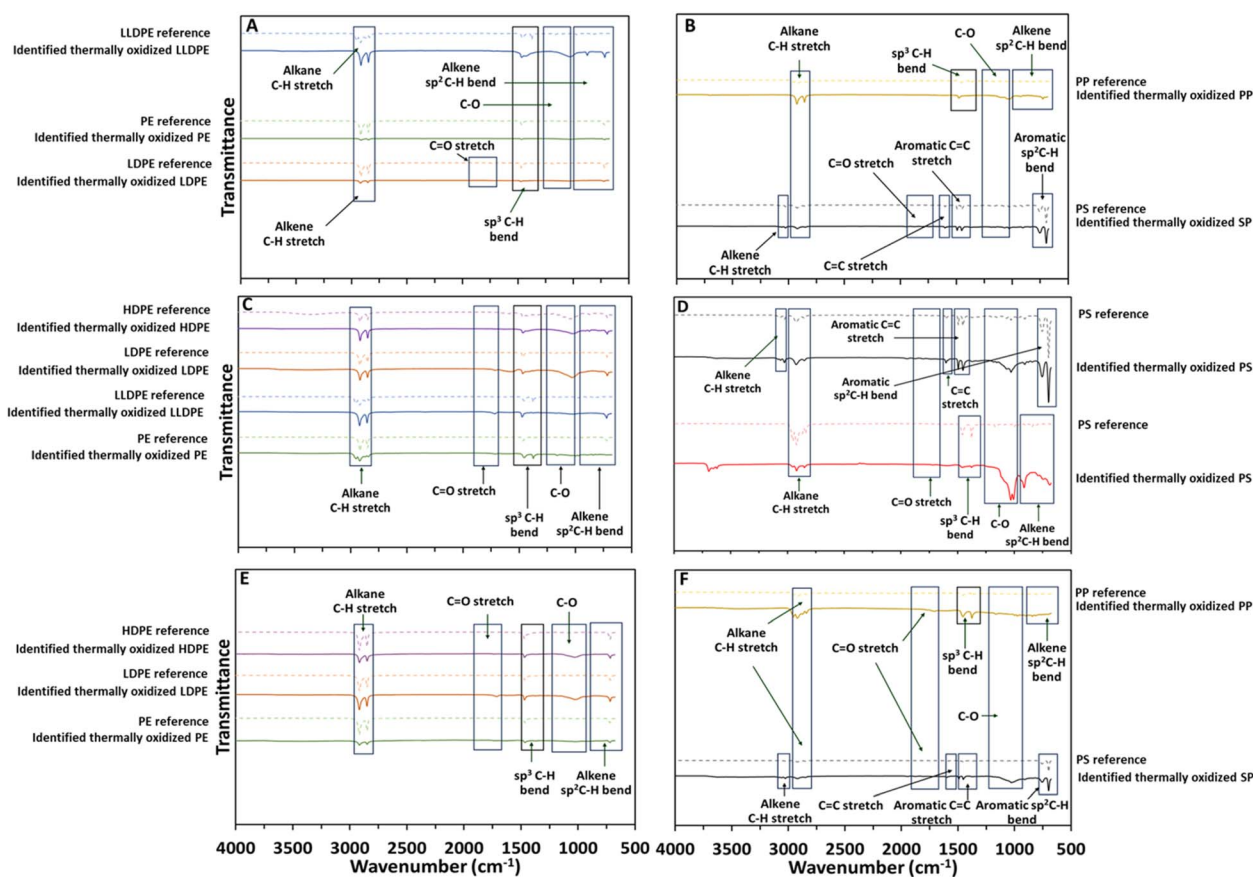 A
LLDPE reference
Identified thermally oxidized LLDPE
Alkane
C-H stretch
Alkene
sp²C-H bend
C-O
PE reference
Identified thermally oxidized PE
C=O stretch
LDPE reference
Identified thermally oxidized LDPE
Alkene
C-H stretch
sp³ C-H
bend
Transmittance
B
Alkane
C-H stretch
sp³ C-H
bend
C-O
Alkene
sp²C-H bend
PP reference
Identified thermally oxidized PP
C=O stretch
Aromatic C=C
stretch
Aromatic
sp²C-H
bend
PS reference
Identified thermally oxidized SP
Alkene
C-H stretch
C=C stretch
C
HDPE reference
Identified thermally oxidized HDPE
LDPE reference
Identified thermally oxidized LDPE
LLDPE reference
Identified thermally oxidized LLDPE
PE reference
Identified thermally oxidized PE
Transmittance
Alkane
C-H stretch
C=O stretch
sp³ C-H
bend
C-O
Alkene
sp²C-H bend
D
PS reference
Aromatic C=C
stretch
Identified thermally oxidized PS
Alkene
C-H stretch
Aromatic
sp²C-H bend
C=C
stretch
PS reference
Identified thermally oxidized PS
Alkane
C-H stretch
C=O stretch
sp³ C-H
bend
C-O
Alkene
sp²C-H bend
E
Alkane
C-H stretch
C=O stretch
C-O
HDPE reference
Identified thermally oxidized HDPE
LDPE reference
Identified thermally oxidized LDPE
PE reference
Identified thermally oxidized PE
Transmittance
sp³ C-H
bend
Alkene
sp²C-H bend
4000 3500 3000 2500 2000 1500 1000 500
Wavenumber (cm⁻¹)
F
PP reference
Identified thermally oxidized PP
Alkane
C-H stretch
C=O stretch
sp³ C-H
bend
Alkene
sp²C-H
bend
C-O
PS reference
Identified thermally oxidized SP
Alkene
C-H stretch
C=C stretch
Aromatic C=C
stretch
Aromatic sp²C-H
bend
4000 3500 3000 2500 2000 1500 1000 500
Wavenumber (cm⁻¹)